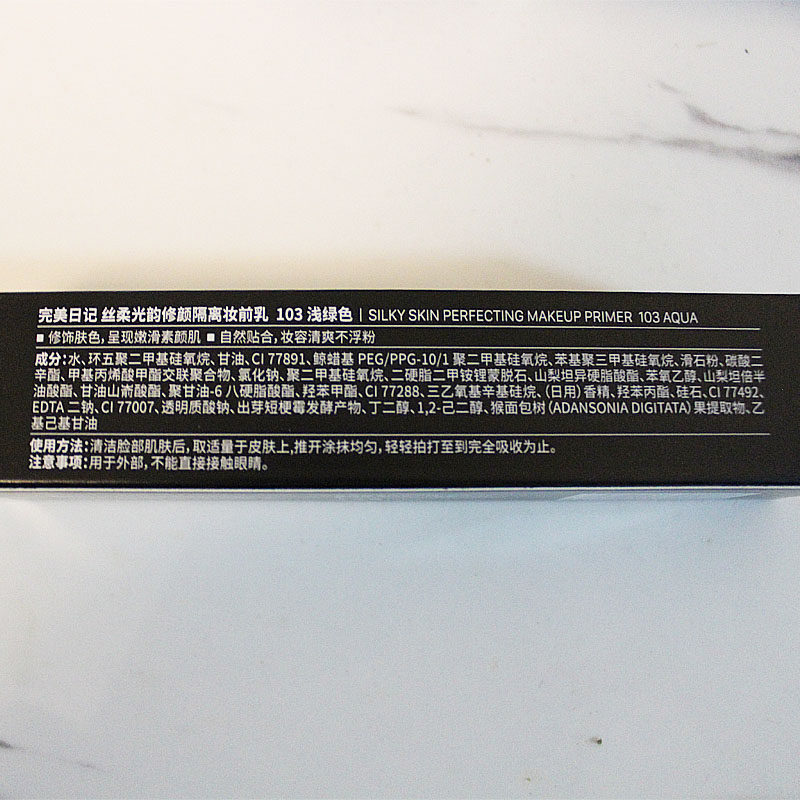 完美日记 丝柔光韵修颜隔离妆前乳 103 浅绿色 | SILKY SKIN PERFECTING MAKEUP PRIMER 103 AQUA
■ 修饰肤色,呈现嫩滑素颜肌 ■ 自然贴合,妆容清爽不浮粉
成分:水、环五聚二甲基硅氧烷、甘油、CI 77891、鲸蜡基 PEG/PPG-10/1 聚二甲基硅氧烷、苯基聚三甲基硅氧烷、滑石粉、碳酸二
辛酯、甲基丙烯酸甲酯交联聚合物、氯化钠、聚二甲基硅氧烷、二硬脂二甲铵锂蒙脱石、山梨坦异硬脂酸酯、苯氧乙醇、山梨坦倍半
油酸酯、甘油山嵛酸酯、聚甘油-6 八硬脂酸酯、羟苯甲酯、CI 77288、三乙氧基辛基硅烷、(日用)香精、羟苯丙酯、硅石、CI 77492、
EDTA 二钠、CI 77007、透明质酸钠、出芽短梗霉发酵产物、丁二醇、1,2-己二醇、猴面包树(ADANSONIA DIGITATA)果提取物、乙
基己基甘油
使用方法:清洁脸部肌肤后,取适量于皮肤上,推开涂抹均匀,轻轻拍打至到完全吸收为止。
注意事项:用于外部,不能直接接触眼睛。